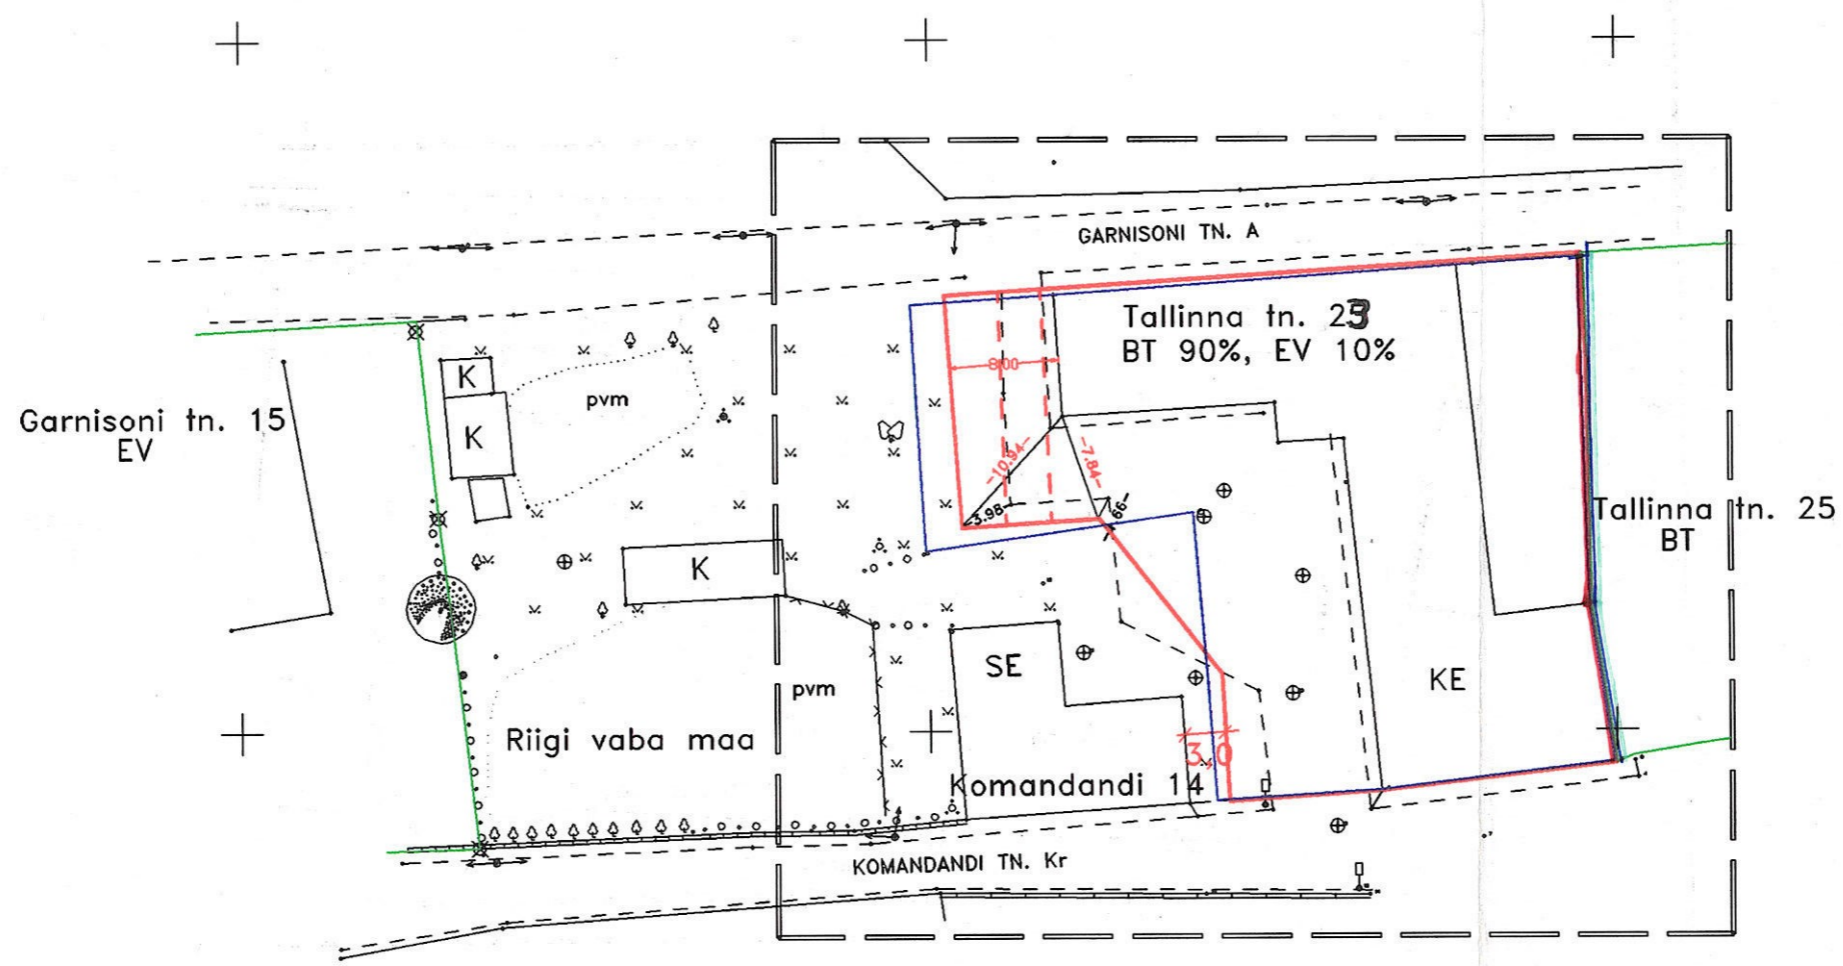 GARNISONI TN. A
Tallinna tn. 23
BT 90%, EV 10%
K
pvm
8.00
Garnisoni tn. 15
EV
K
10.94
7.84
3.98
.66
Tallinna tn. 25
BT
K
SE
pvm
KE
Riigi vaba maa
3,0
Komandandi 14
KOMANDANDI TN. Kr